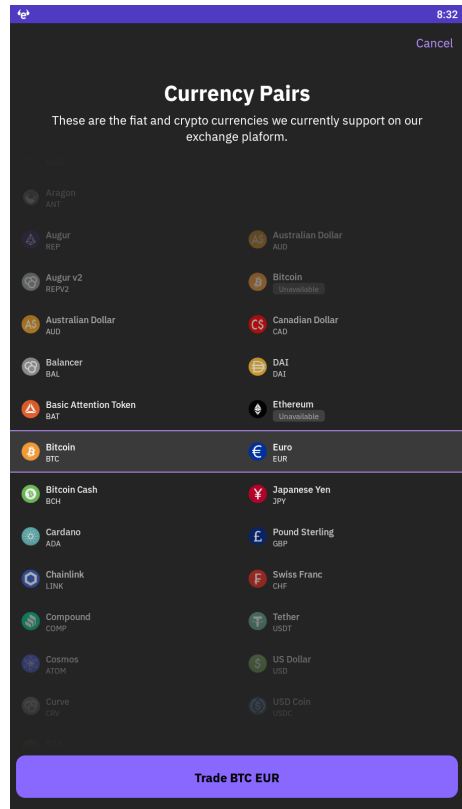 8:32
Cancel
Currency Pairs
These are the fiat and crypto currencies we currently support on our
exchange plaform.
Aragon
ANT
Augur
REP
Australian Dollar
AUD
Augur v2
REPV2
Bitcoin
Unavailable
Australian Dollar
AUD
Canadian Dollar
CAD
Balancer
BAL
DAI
DAI
Basic Attention Token
BAT
Ethereum
Unavailable
Bitcoin
BTC
Euro
EUR
Bitcoin Cash
BCH
Japanese Yen
JPY
Cardano
ADA
Pound Sterling
GBP
Chainlink
LINK
Swiss Franc
CHF
Compound
COMP
Tether
USDT
Cosmos
ATOM
US Dollar
USD
Curve
CRV
USD Coin
USDC
Trade BTC EUR